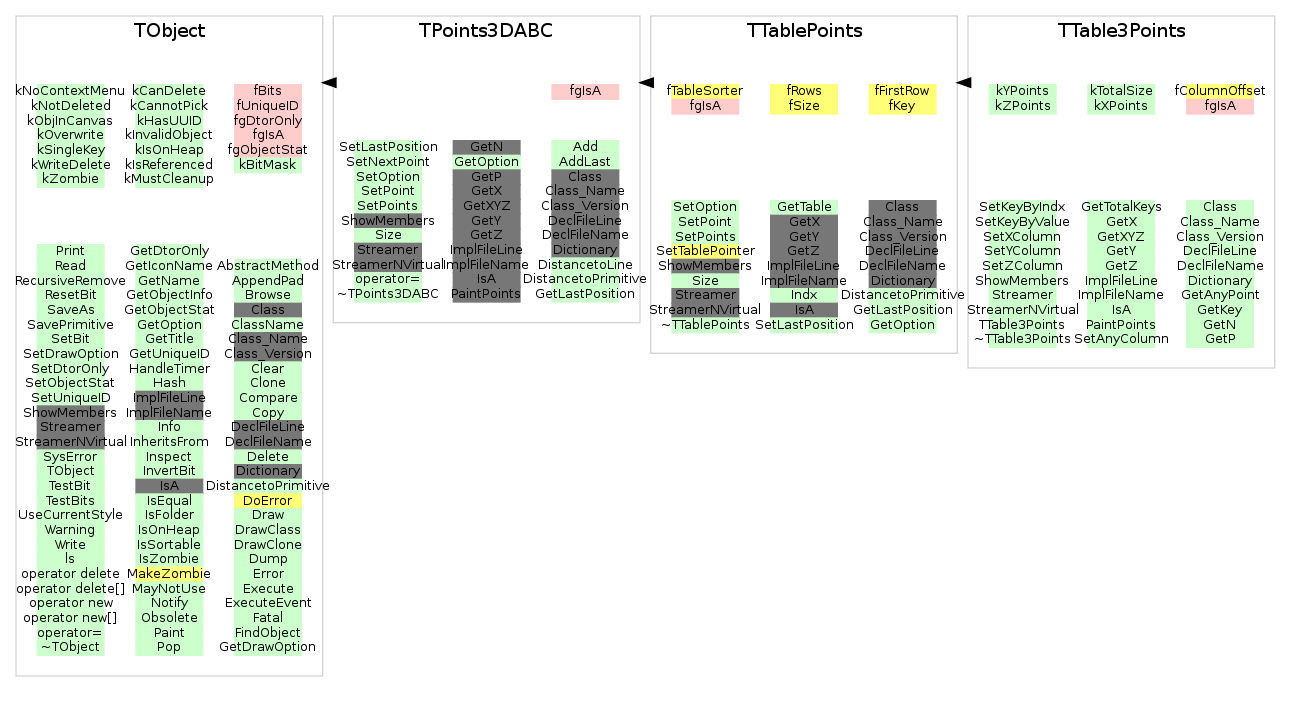 TObject
kNoContextMenu kCanDelete fBits
kNotDeleted kCannotPick fUniqueID
kObjInCanvas kHasUUID fgDtorOnly
kOverwrite kInvalidObject fgIsA
kSingleKey kIsOnHeap fgObjectStat
kWriteDelete kIsReferenced kBitMask
kZombie kMustCleanup
Print GetDtorOnly
Read GetIconName AbstractMethod
RecursiveRemove GetName AppendPad
ResetBit GetObjectInfo Browse
SaveAs GetObjectStat Class
SavePrimitive GetOption ClassName
SetBit GetTitle Class_Name
SetDrawOption GetUniqueID Class_Version
SetDtorOnly HandleTimer Clear
SetObjectStat Hash Clone
SetUniqueID ImplFileLine Compare
ShowMembers ImplFileName Copy
Streamer Info DeclFileLine
StreamerNVirtual InheritsFrom DeclFileName
SysError Inspect Delete
TObject InvertBit Dictionary
TestBit IsA DistancetoPrimitive
TestBits IsEqual DoError
UseCurrentStyle IsFolder Draw
Warning IsOnHeap DrawClass
Write IsSortable DrawClone
ls IsZombie Dump
operator delete MakeZombie Error
operator delete[] MayNotUse Execute
operator new Notify ExecuteEvent
operator new[] Obsolete Fatal
operator= Paint FindObject
~TObject Pop GetDrawOption
TPoints3DABC
fgIsA
SetLastPosition GetN Add
SetNextPoint GetOption AddLast
SetOption GetP Class
SetPoint GetX Class_Name
SetPoints GetXYZ Class_Version
ShowMembers GetY DeclFileLine
Size GetZ DeclFileName
Streamer ImplFileLine Dictionary
StreamerNVirtual ImplFileName DistancetoLine
operator= IsA DistancetoPrimitive
~TPoints3DABC PaintPoints GetLastPosition
TTablePoints
fTableSorter fRows fFirstRow
fgIsA fSize fKey
SetOption GetTable Class
SetPoint GetX Class_Name
SetPoints GetY Class_Version
SetTablePointer GetZ DeclFileLine
ShowMembers ImplFileLine DeclFileName
Size ImplFileName Dictionary
Streamer Indx DistancetoPrimitive
StreamerNVirtual IsA GetLastPosition
~TTablePoints SetLastPosition GetOption
TTable3Points
kYPoints kTotalSize fColumnOffset
kZPoints kXPoints fgIsA
SetKeyByIndx GetTotalKeys Class
SetKeyByValue GetX Class_Name
SetXColumn GetXYZ Class_Version
SetYColumn GetY DeclFileLine
SetZColumn GetZ DeclFileName
ShowMembers ImplFileLine Dictionary
Streamer ImplFileName GetAnyPoint
StreamerNVirtual IsA GetKey
TTable3Points PaintPoints GetN
~TTable3Points SetAnyColumn GetP